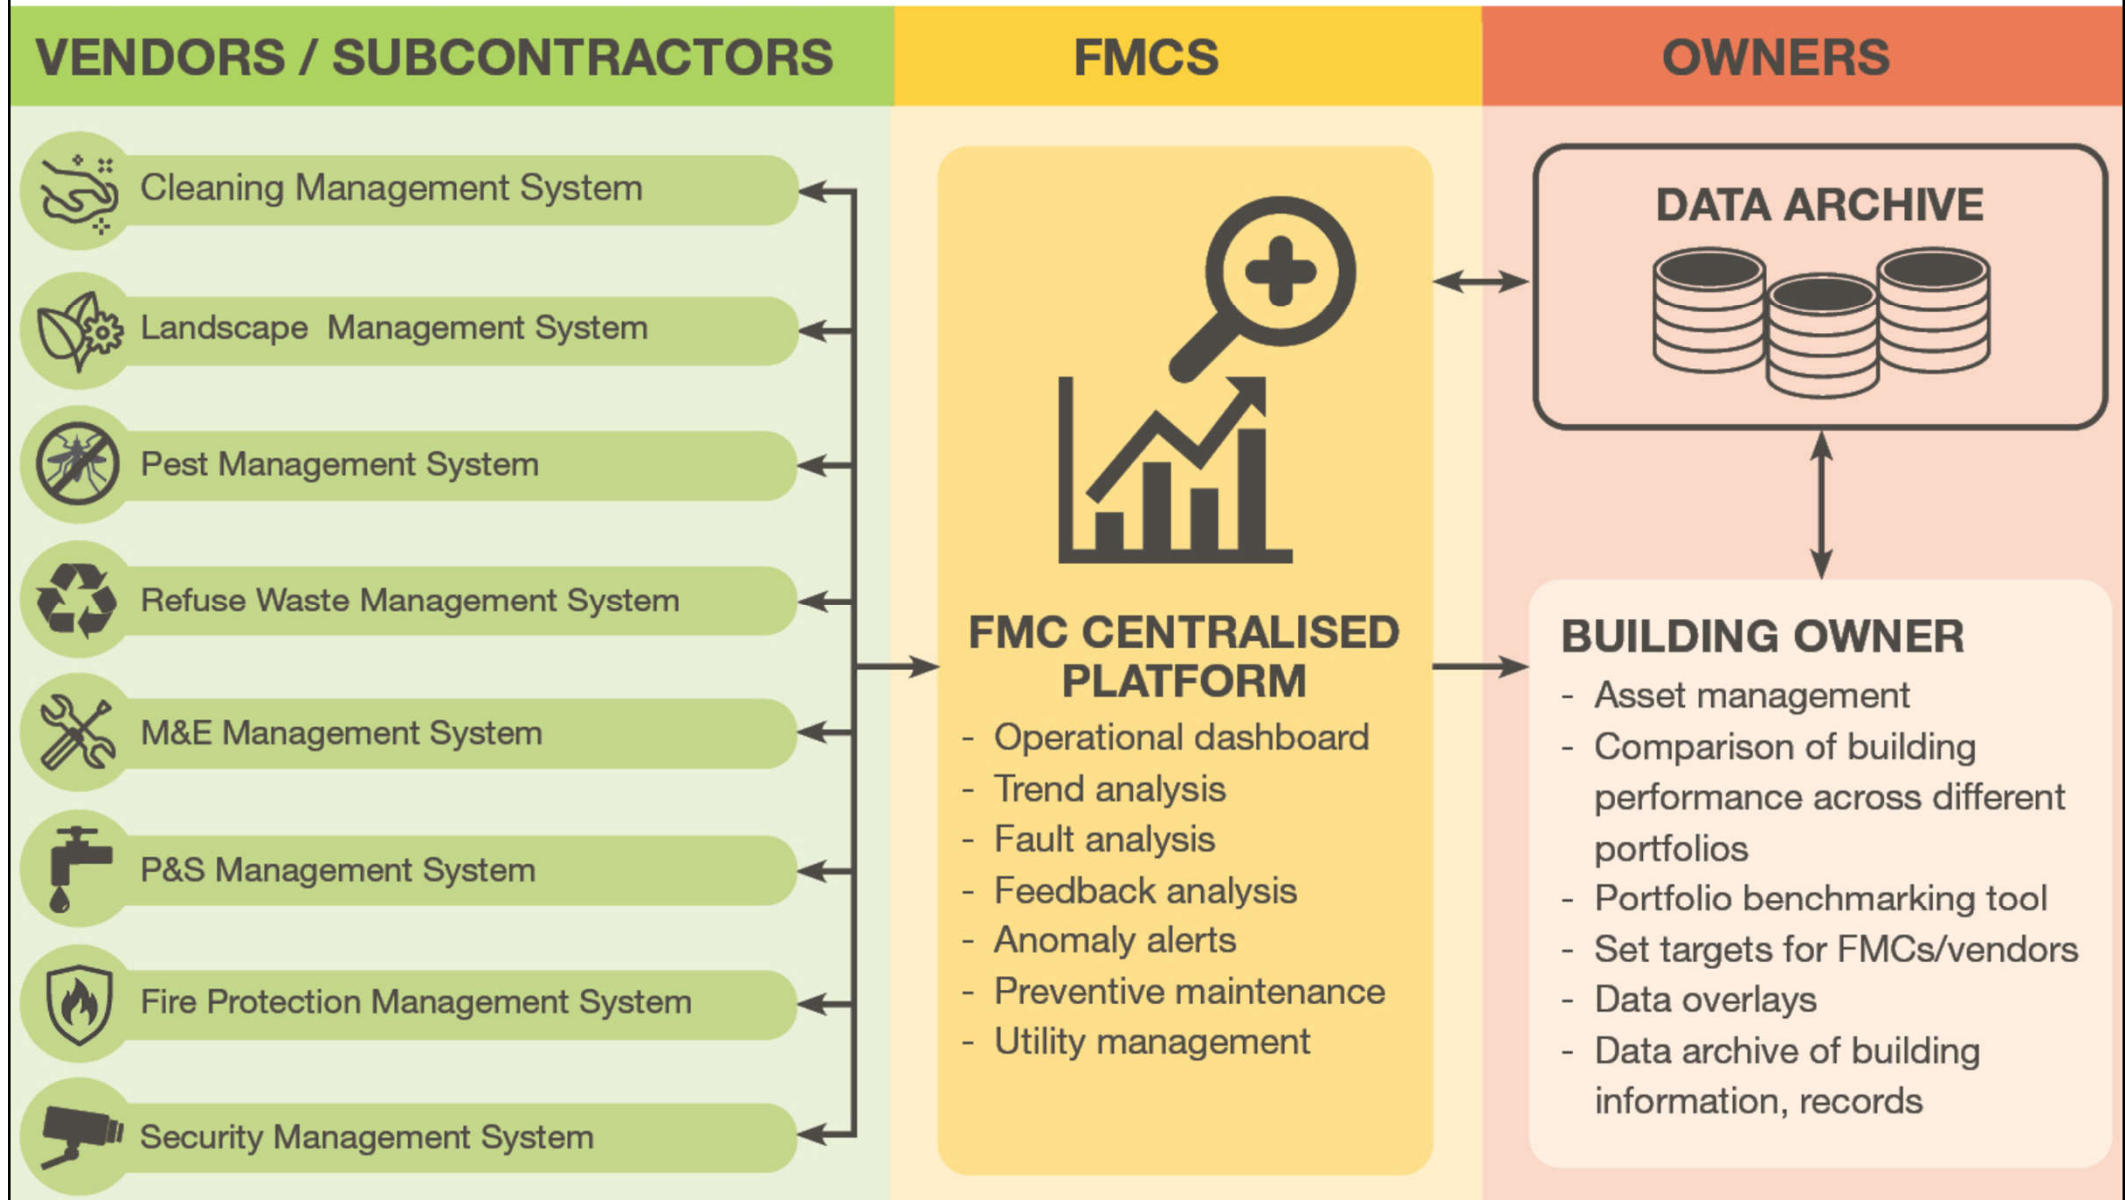 VENDORS / SUBCONTRACTORS
Cleaning Management System
Landscape  Management System
Pest Management System
Refuse Waste Management System
M&E Management System
P&S Management System
Fire Protection Management System
Security Management System
FMCS
FMC CENTRALISED
PLATFORM
- Operational dashboard
- Trend analysis
- Fault analysis
- Feedback analysis
- Anomaly alerts
- Preventive maintenance
- Utility management
OWNERS
DATA ARCHIVE
BUILDING OWNER
- Asset management
- Comparison of building
performance across different
portfolios
- Portfolio benchmarking tool
- Set targets for FMCs/vendors
- Data overlays
- Data archive of building
information, records